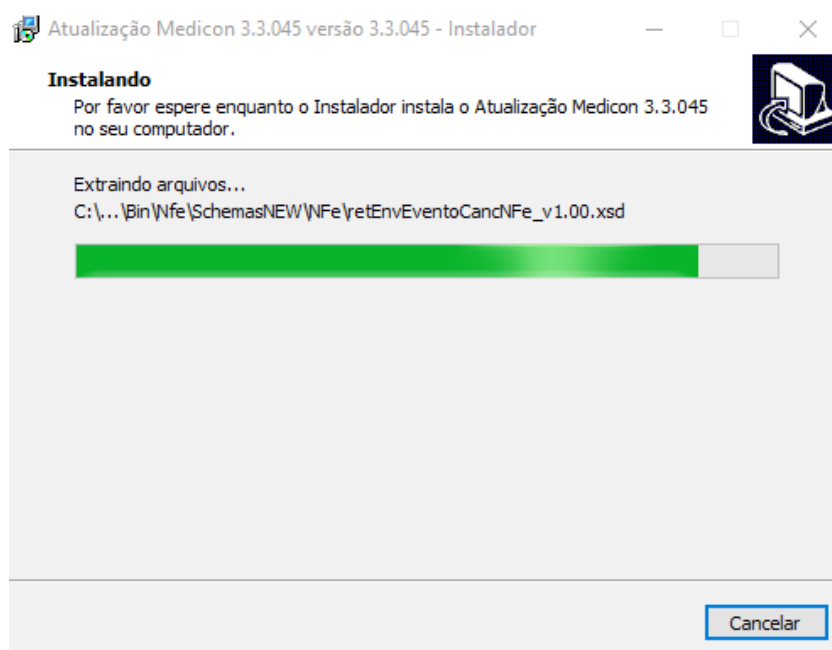 Atualização Medicon 3.3.045 versão 3.3.045 - Instalador
Instalando
Por favor espere enquanto o Instalador instala o Atualização Medicon 3.3.045
no seu computador.
Extraindo arquivos...
C:\...\Bin\Nfe\SchemasNEW\NFe\retEnvEventoCancNFe_v1.00.xsd
Cancelar